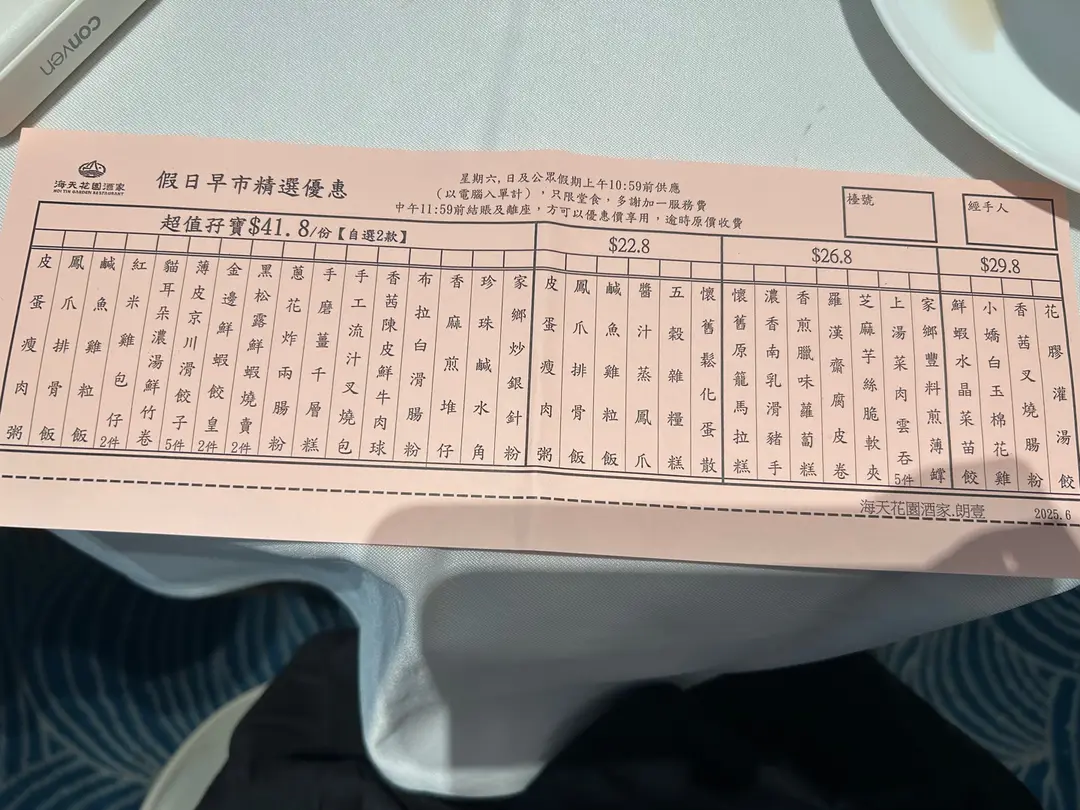 conven
海天花園酒家
HOI TIN GARDEN RESTAURANT
假日早市精選優惠
星期六,日及公眾假期上午10:59前供應
(以電腦入單計),只限堂食,多謝加一服務費
中午11:59前結賬及離座,方可以優惠價享用,逾時原價收費
檯號
經手人
超值孖寶$41.8/份【自選2款】
皮蛋瘦肉粥
鳳爪排骨飯
鹹魚雞粒飯
紅米雞包仔2件
貓耳朵濃湯鮮竹卷
薄皮京川滑餃子5件
金邊鮮蝦餃皇2件
黑松露鮮蝦燒賣2件
蔥花炸兩腸粉
手磨薑千層糕
手工流汁叉燒包
香茜陳皮鮮牛肉球
布拉白滑腸粉
香麻煎堆仔
珍珠鹹水角
家鄉炒銀針粉
$22.8
皮蛋瘦肉粥
鳳爪排骨飯
鹹魚雞粒飯
醬汁蒸鳳爪
五穀雜糧糕
懷舊鬆化蛋散
$26.8
懷舊原籠馬拉糕
濃香南乳滑豬手
香煎臘味蘿蔔糕
羅漢齋腐皮卷
芝麻芋絲脆軟夾
上湯菜肉雲吞5件
家鄉豐料煎薄罉
$29.8
鮮蝦水晶菜苗餃
小嬌白玉棉花雞
香茜叉燒腸粉
花膠灌湯餃
海天花園酒家.朗壹
2025.6